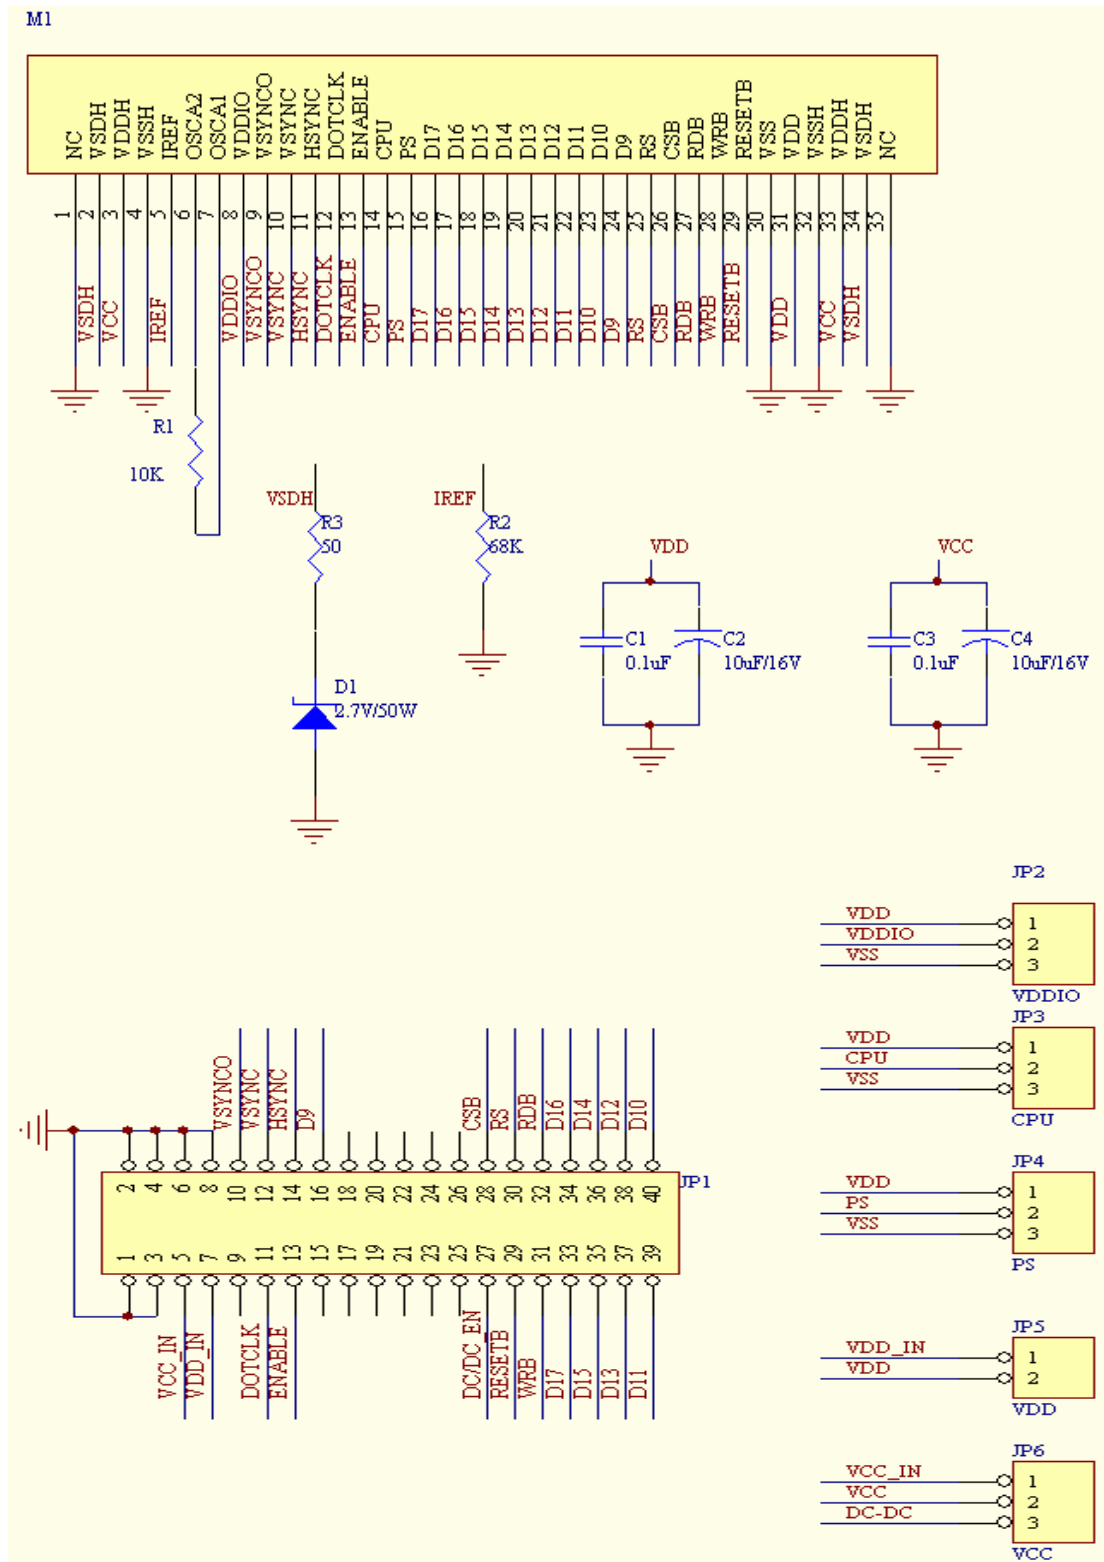 M1
NC VSDH VDDH VSSH IREF OSCA2 OSCA1 VDDIO VSYNCO VSYNC HSYNC DOTCLK ENABLE CPU PS D17 D16 D15 D14 D13 D12 D11 D10 D9 RS CSB RDB WRB RESETB VSS VDD VSSH VDDH VSDH NC
1 2 3 4 5 6 7 8 9 10 11 12 13 14 15 16 17 18 19 20 21 22 23 24 25 26 27 28 29 30 31 32 33 34 35
VSDH VCC IREF VDDIO VSYNCO VSYNC HSYNC DOTCLK ENABLE CPU PS D17 D16 D15 D14 D13 D12 D11 D10 D9 RS CSB RDB WRB RESETB VDD VCC VSDH
R1
10K
VSDH
R3
50
D1
2.7V/50W
IREF
R2
68K
VDD
C1
0.1uF
C2
10uF/16V
VCC
C3
0.1uF
C4
10uF/16V
JP2
VDD 1
VDDIO 2
VSS 3
VDDIO
JP3
VDD 1
CPU 2
VSS 3
CPU
JP4
VDD 1
PS 2
VSS 3
PS
JP5
VDD_IN 1
VDD 2
VDD
JP6
VCC_IN 1
VCC 2
DC-DC 3
VCC
VSYNCO VSYNC HSYNC D9 CSB RS RDB D16 D14 D12 D10
2 4 6 8 10 12 14 16 18 20 22 24 26 28 30 32 34 36 38 40
JP1
1 3 5 7 9 11 13 15 17 19 21 23 25 27 29 31 33 35 37 39
VCC_IN VDD_IN DOTCLK ENABLE DC/DC_EN RESETB WRB D17 D15 D13 D11